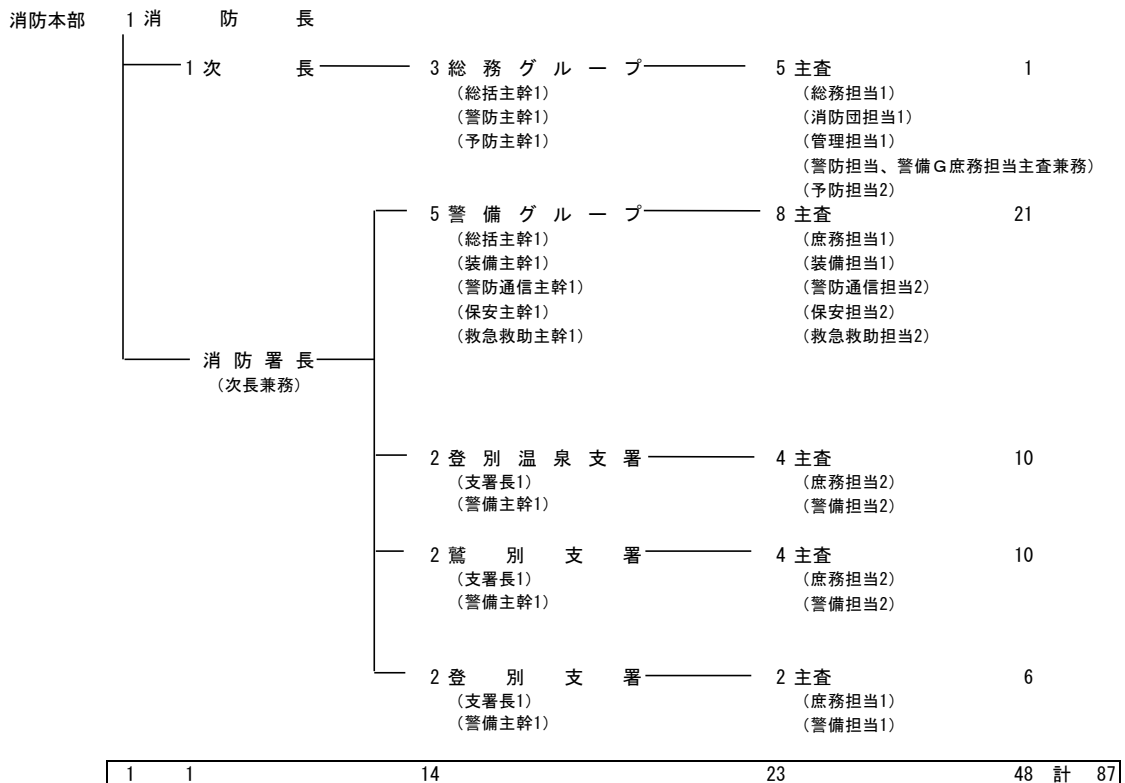 消防本部 1 消防長
1 次長 3 総務グループ 5 主査 1
(総括主幹1) (総務担当1)
(警防主幹1) (消防団担当1)
(予防主幹1) (管理担当1)
(警防担当、警備G庶務担当主査兼務)
(予防担当2)
5 警備グループ 8 主査 21
(総括主幹1) (庶務担当1)
(装備主幹1) (装備担当1)
(警防通信主幹1) (警防通信担当2)
(保安主幹1) (保安担当2)
(救急救助主幹1) (救急救助担当2)
消防署長
(次長兼務)
2 登別温泉支署 4 主査 10
(支署長1) (庶務担当2)
(警備主幹1) (警備担当2)
2 鷲別支署 4 主査 10
(支署長1) (庶務担当2)
(警備主幹1) (警備担当2)
2 登別支署 2 主査 6
(支署長1) (庶務担当1)
(警備主幹1) (警備担当1)
1 1 14 23 48 計 87